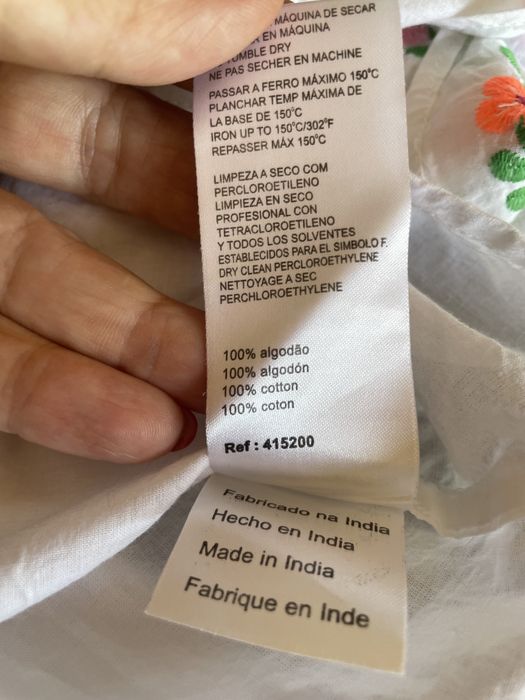 MÁQUINA DE SECAR
EN MÁQUINA
TUMBLE DRY
NE PAS SECHER EN MACHINE
PASSAR A FERRO MÁXIMO 150°C
PLANCHAR TEMP MÁXIMA DE
LA BASE DE 150°C
IRON UP TO 150°C/302°F
REPASSER MÁX 150°C
LIMPEZA A SECO COM
PERCLOROETILENO
LIMPIEZA EN SECO
PROFESIONAL CON
TETRACLOROETILENO
Y TODOS LOS SOLVENTES
ESTABLECIDOS PARA EL SIMBOLO F.
DRY CLEAN PERCLOROETHYLENE
NETTOYAGE A SEC
PERCHLOROETHYLENE
100% algodão
100% algodón
100% cotton
100% coton
Ref : 415200
Fabricado na India
Hecho en India
Made in India
Fabrique en Inde